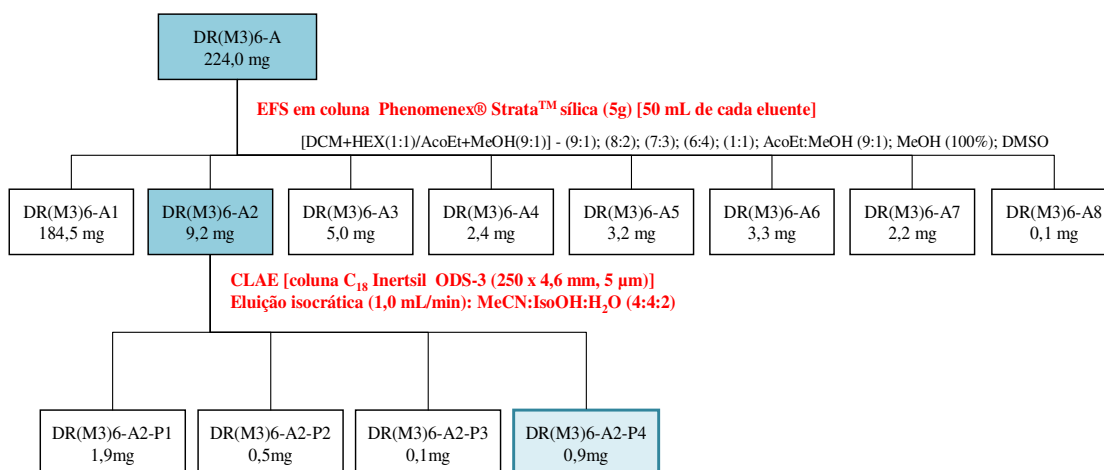 DR(M3)6-A
224,0 mg
EFS em coluna Phenomenex® Strata™ sílica (5g) [50 mL de cada eluente]
[DCM+HEX(1:1)/AcoEt+MeOH(9:1)] - (9:1); (8:2); (7:3); (6:4); (1:1); AcoEt:MeOH (9:1); MeOH (100%); DMSO
DR(M3)6-A1
184,5 mg
DR(M3)6-A2
9,2 mg
DR(M3)6-A3
5,0 mg
DR(M3)6-A4
2,4 mg
DR(M3)6-A5
3,2 mg
DR(M3)6-A6
3,3 mg
DR(M3)6-A7
2,2 mg
DR(M3)6-A8
0,1 mg
CLAE [coluna C₁₈ Inertsil ODS-3 (250 x 4,6 mm, 5 µm)]
Eluição isocrática (1,0 mL/min): MeCN:IsoOH:H₂O (4:4:2)
DR(M3)6-A2-P1
1,9mg
DR(M3)6-A2-P2
0,5mg
DR(M3)6-A2-P3
0,1mg
DR(M3)6-A2-P4
0,9mg